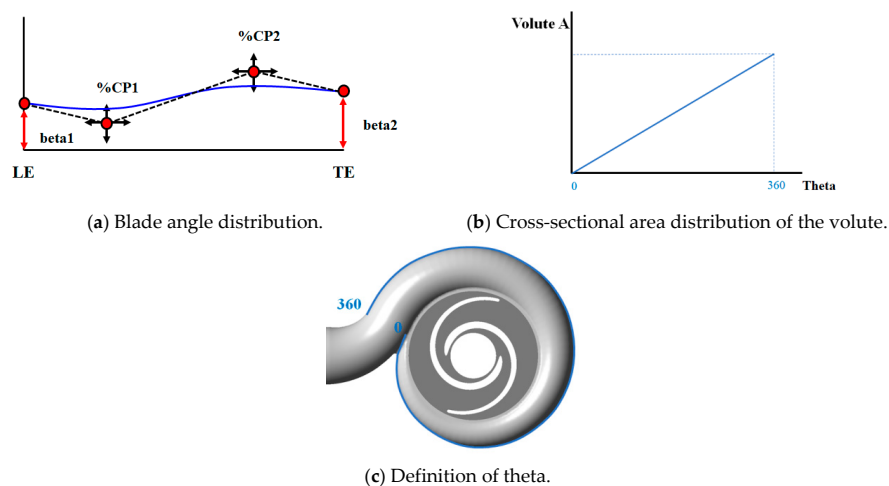 %CP2
%CP1
beta1
beta2
LE
TE
(a) Blade angle distribution.
Volute A
0
360
Theta
(b) Cross-sectional area distribution of the volute.
360
0
(c) Definition of theta.